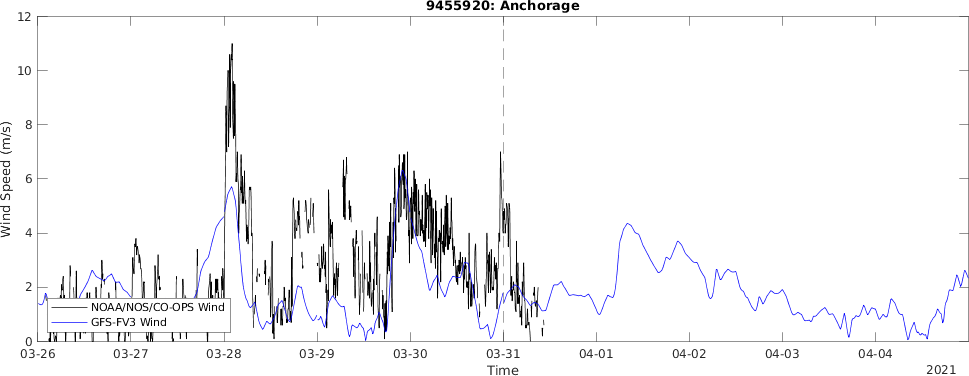 9455920: Anchorage
12
10
8
6
4
2
0
Wind Speed (m/s)
NOAA/NOS/CO-OPS Wind
GFS-FV3 Wind
03-26 03-27 03-28 03-29 03-30 03-31 04-01 04-02 04-03 04-04
Time
2021